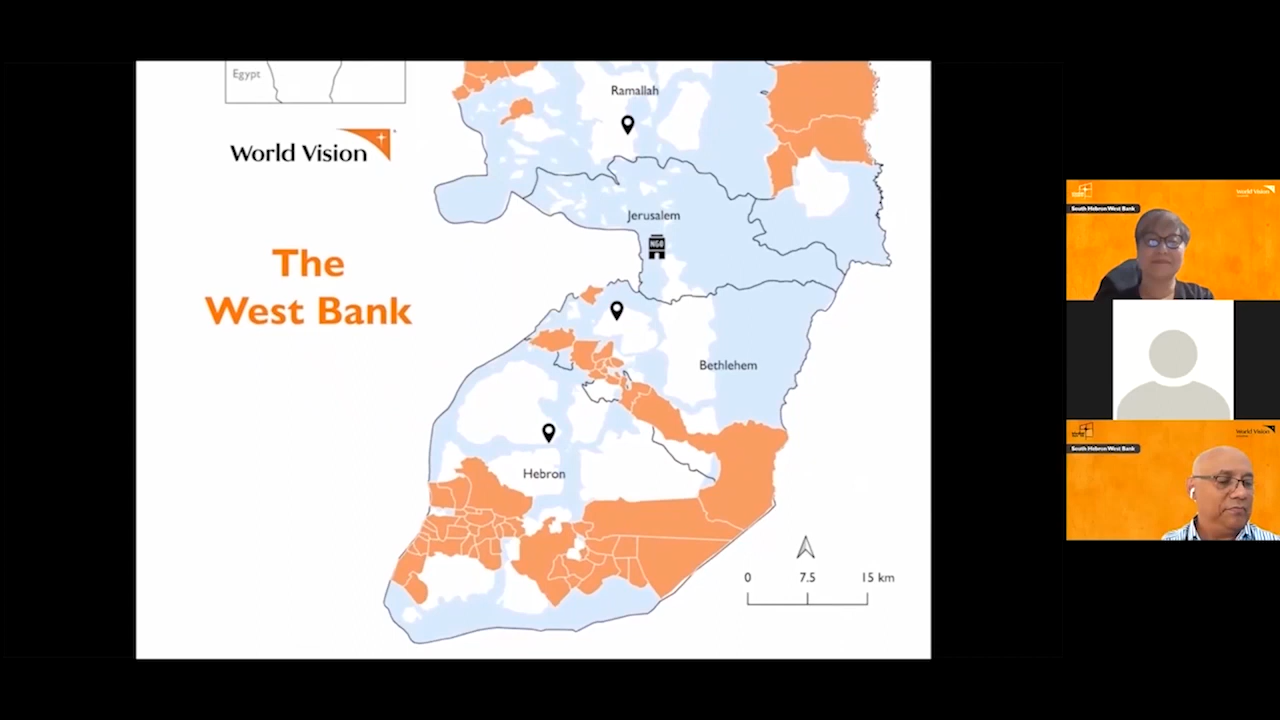 Egypt
World Vision
The
West Bank
Ramallah
Jerusalem
NGO
Bethlehem
Hebron
0 7.5 15 km
World Vision
South Hebron West Bank
World Vision
South Hebron West Bank